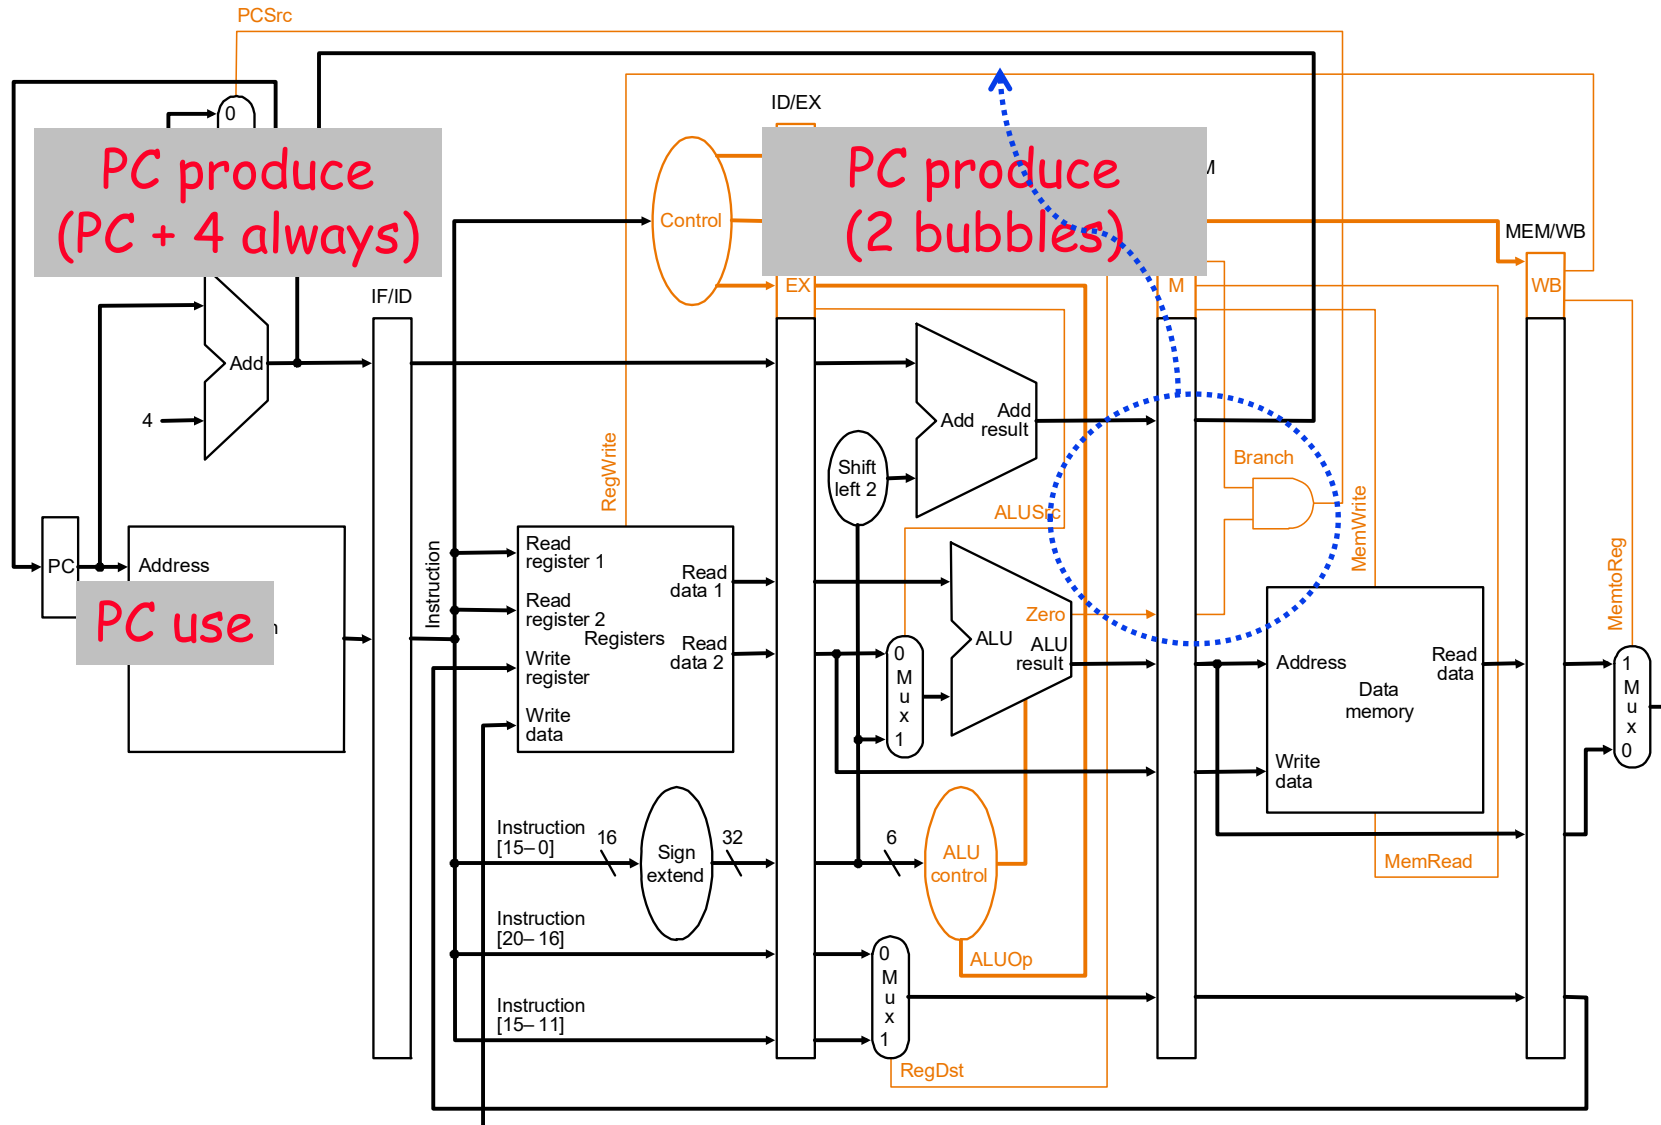 PCSrc
0
PC produce
(PC + 4 always)
ID/EX
PC produce
(2 bubbles)
M
Control
MEM/WB
IF/ID
EX
M
WB
Add
4
Add
Add
result
Shift
left 2
Branch
RegWrite
ALUSrc
MemWrite
MemtoReg
PC
Address
PC use
n
Instruction
Read
register 1
Read
register 2
Registers
Write
register
Write
data
Read
data 1
Read
data 2
Zero
ALU
ALU
result
0
M
u
x
1
Address
Read
data
Data
memory
Write
data
1
M
u
x
0
Instruction
[15–0]
16
Sign
extend
32
6
ALU
control
MemRead
Instruction
[20–16]
ALUOp
0
M
u
x
1
Instruction
[15–11]
RegDst